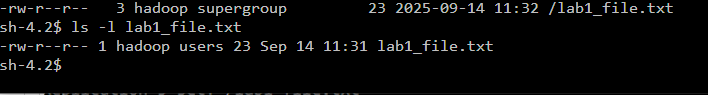 -rw-r--r--   3 hadoop supergroup         23 2025-09-14 11:32 /lab1_file.txt
sh-4.2$ ls -l lab1_file.txt
-rw-r--r-- 1 hadoop users 23 Sep 14 11:31 lab1_file.txt
sh-4.2$